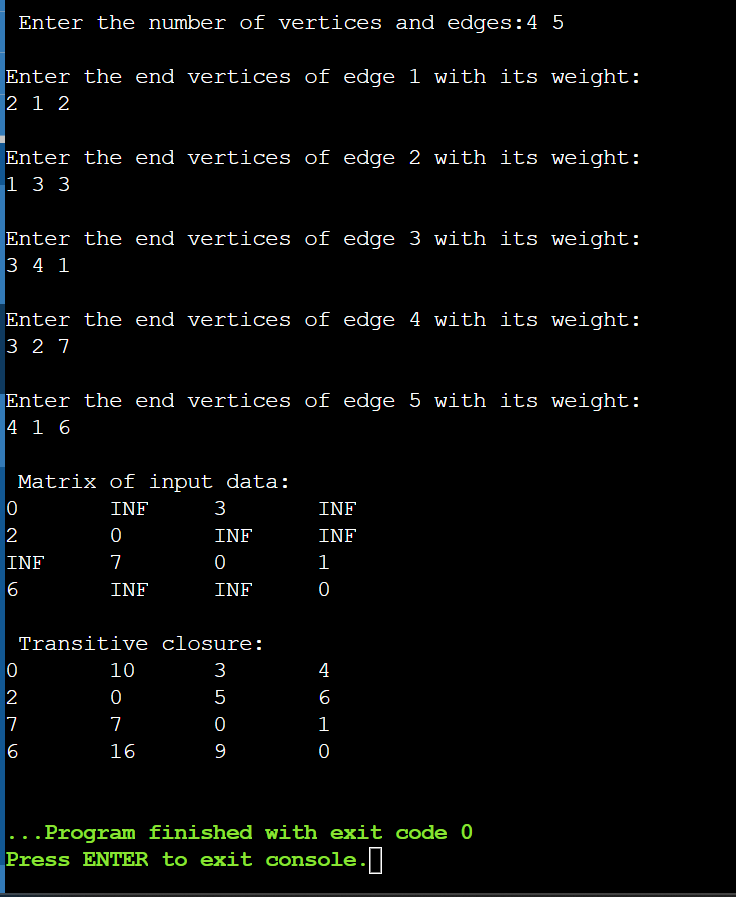 Enter the number of vertices and edges:4 5
Enter the end vertices of edge 1 with its weight:
2 1 2
Enter the end vertices of edge 2 with its weight:
1 3 3
Enter the end vertices of edge 3 with its weight:
3 4 1
Enter the end vertices of edge 4 with its weight:
3 2 7
Enter the end vertices of edge 5 with its weight:
4 1 6
Matrix of input data:
0 INF 3 INF
2 0 INF INF
INF 7 0 1
6 INF INF 0
Transitive closure:
0 10 3 4
2 0 5 6
7 7 0 1
6 16 9 0
...Program finished with exit code 0
Press ENTER to exit console.